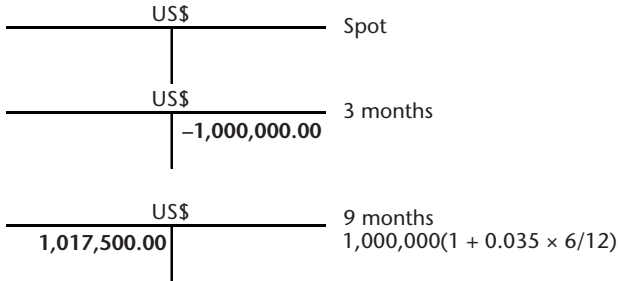 US$
Spot
US$
3 months
–1,000,000.00
US$
9 months
1,017,500.00
1,000,000(1 + 0.035 × 6/12)